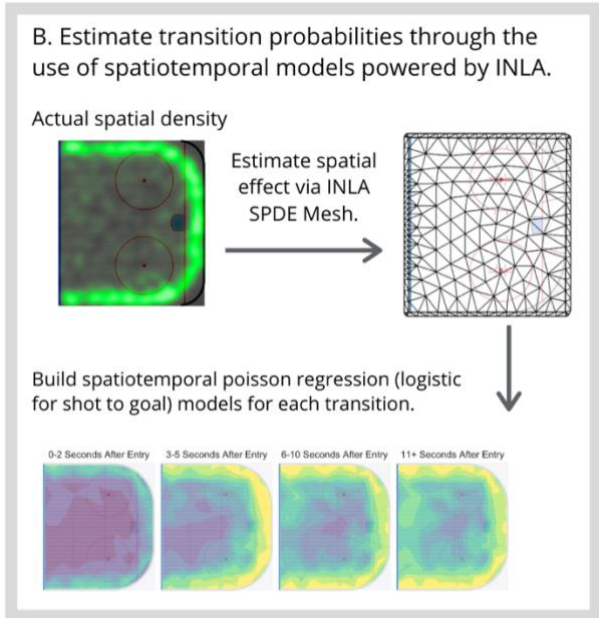 B. Estimate transition probabilities through the
use of spatiotemporal models powered by INLA.
Actual spatial density
Estimate spatial
effect via INLA
SPDE Mesh.
Build spatiotemporal poisson regression (logistic
for shot to goal) models for each transition.
0-2 Seconds After Entry
3-5 Seconds After Entry
6-10 Seconds After Entry
11+ Seconds After Entry